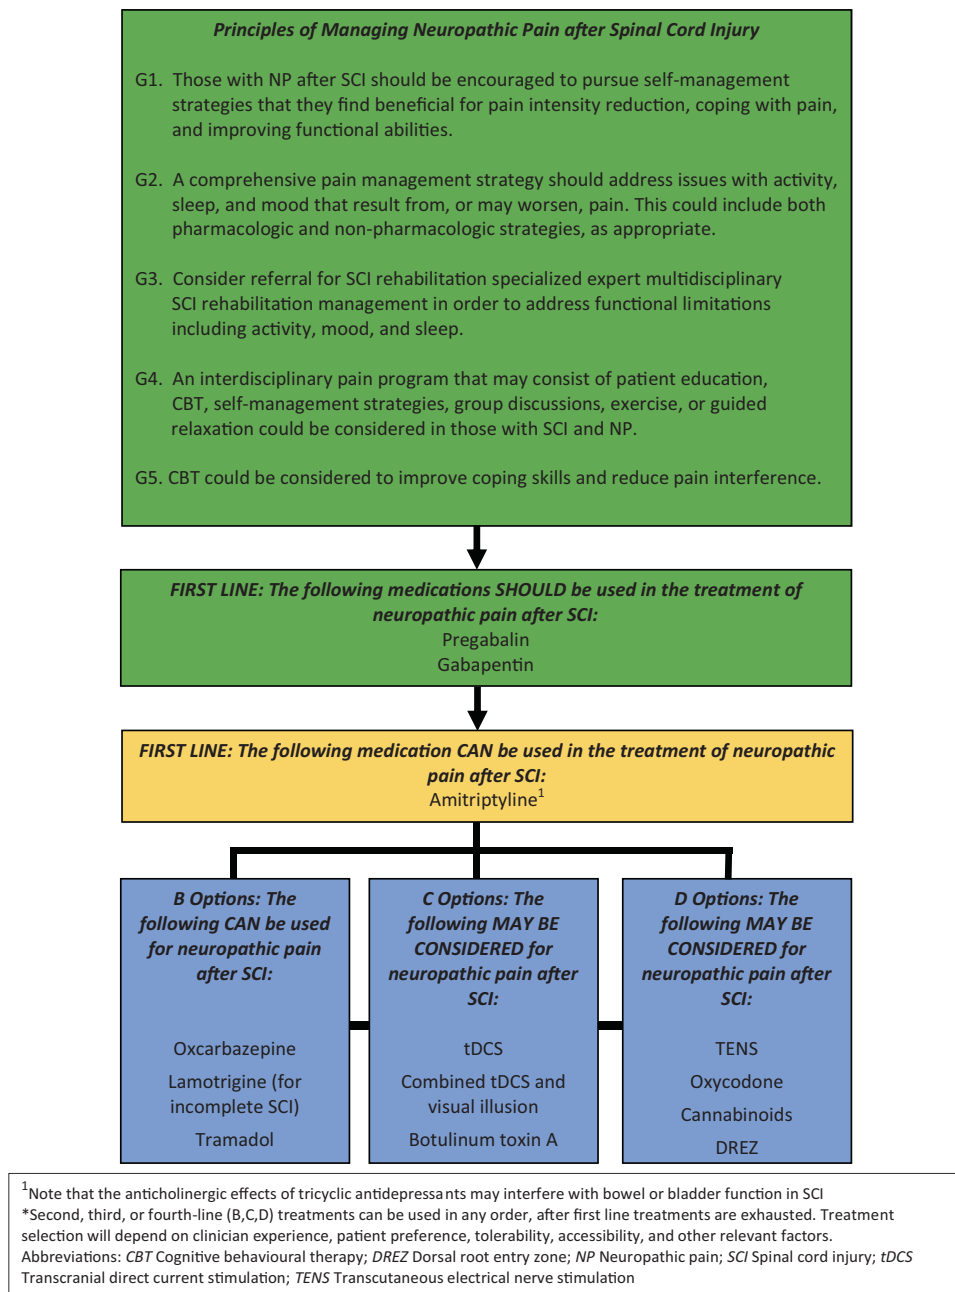 Principles of Managing Neuropathic Pain after Spinal Cord Injury
G1. Those with NP after SCI should be encouraged to pursue self-management
strategies that they find beneficial for pain intensity reduction, coping with pain,
and improving functional abilities.
G2. A comprehensive pain management strategy should address issues with activity,
sleep, and mood that result from, or may worsen, pain. This could include both
pharmacologic and non-pharmacologic strategies, as appropriate.
G3. Consider referral for SCI rehabilitation specialized expert multidisciplinary
SCI rehabilitation management in order to address functional limitations
including activity, mood, and sleep.
G4. An interdisciplinary pain program that may consist of patient education,
CBT, self-management strategies, group discussions, exercise, or guided
relaxation could be considered in those with SCI and NP.
G5. CBT could be considered to improve coping skills and reduce pain interference.
FIRST LINE: The following medications SHOULD be used in the treatment of
neuropathic pain after SCI:
Pregabalin
Gabapentin
FIRST LINE: The following medication CAN be used in the treatment of neuropathic
pain after SCI:
Amitriptyline¹
B Options: The
following CAN be used
for neuropathic pain
after SCI:
Oxcarbazepine
Lamotrigine (for
incomplete SCI)
Tramadol
C Options: The
following MAY BE
CONSIDERED for
neuropathic pain after
SCI:
tDCS
Combined tDCS and
visual illusion
Botulinum toxin A
D Options: The
following MAY BE
CONSIDERED for
neuropathic pain after
SCI:
TENS
Oxycodone
Cannabinoids
DREZ
¹Note that the anticholinergic effects of tricyclic antidepressants may interfere with bowel or bladder function in SCI
*Second, third, or fourth-line (B,C,D) treatments can be used in any order, after first line treatments are exhausted. Treatment
selection will depend on clinician experience, patient preference, tolerability, accessibility, and other relevant factors.
Abbreviations: CBT Cognitive behavioural therapy; DREZ Dorsal root entry zone; NP Neuropathic pain; SCI Spinal cord injury; tDCS
Transcranial direct current stimulation; TENS Transcutaneous electrical nerve stimulation